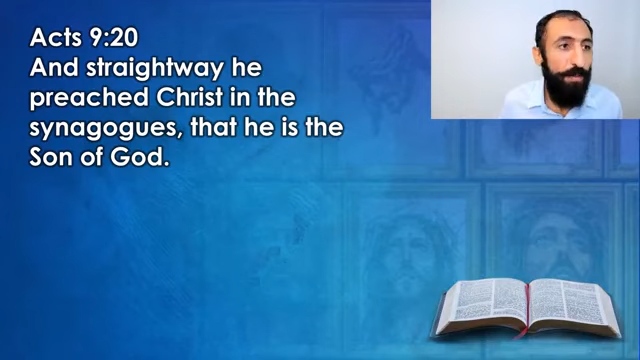 Acts 9:20
And straightway he
preached Christ in the
synagogues, that he is the
Son of God.